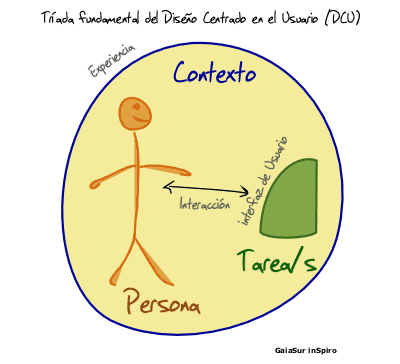 Tríada fundamental del Diseño Centrado en el Usuario (DCU)
Experiencia
Contexto
interfaz de Usuario
Interacción
Tarea/s
Persona
GaiaSur inSpiro